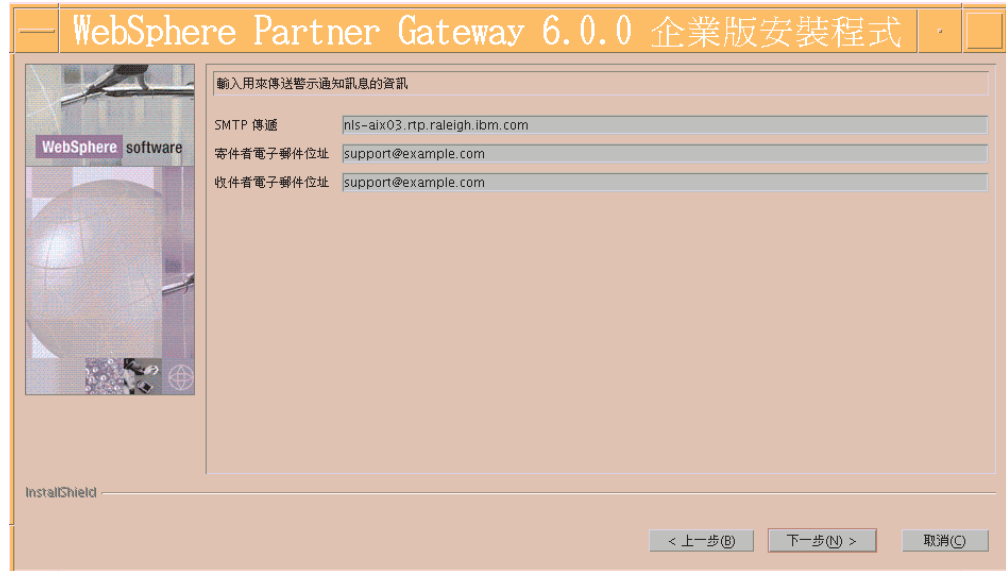 WebSphere Partner Gateway 6.0.0 企業版安裝程式
WebSphere software
輸入用來傳送警示通知訊息的資訊
SMTP 傳遞 nls-aix03.rtp.raleigh.ibm.com
寄件者電子郵件位址 support@example.com
收件者電子郵件位址 support@example.com
InstallShield
< 上一步(B) 下一步(N) > 取消(C)